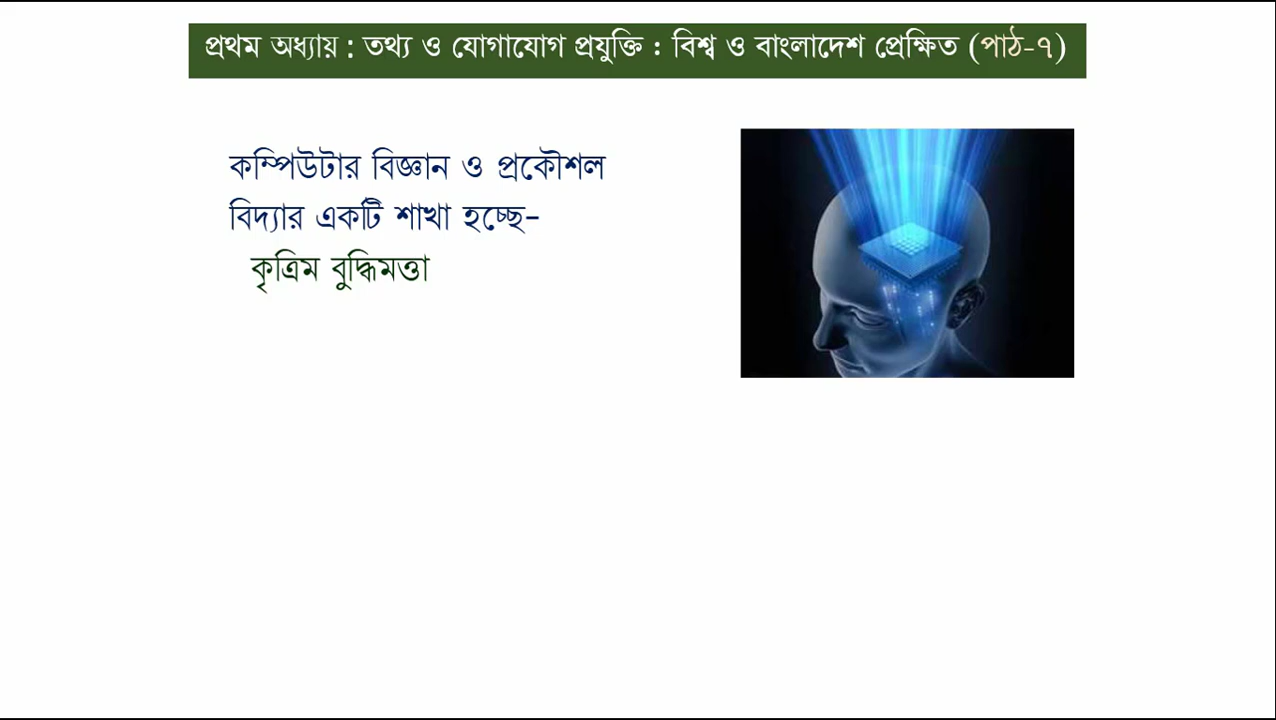 প্রথম অধ্যায় : তথ্য ও যোগাযোগ প্রযুক্তি : বিশ্ব ও বাংলাদেশ প্রেক্ষিত (পাঠ-৭)
কম্পিউটার বিজ্ঞান ও প্রকৌশল
বিদ্যার একটি শাখা হচ্ছে-
কৃত্রিম বুদ্ধিমত্তা